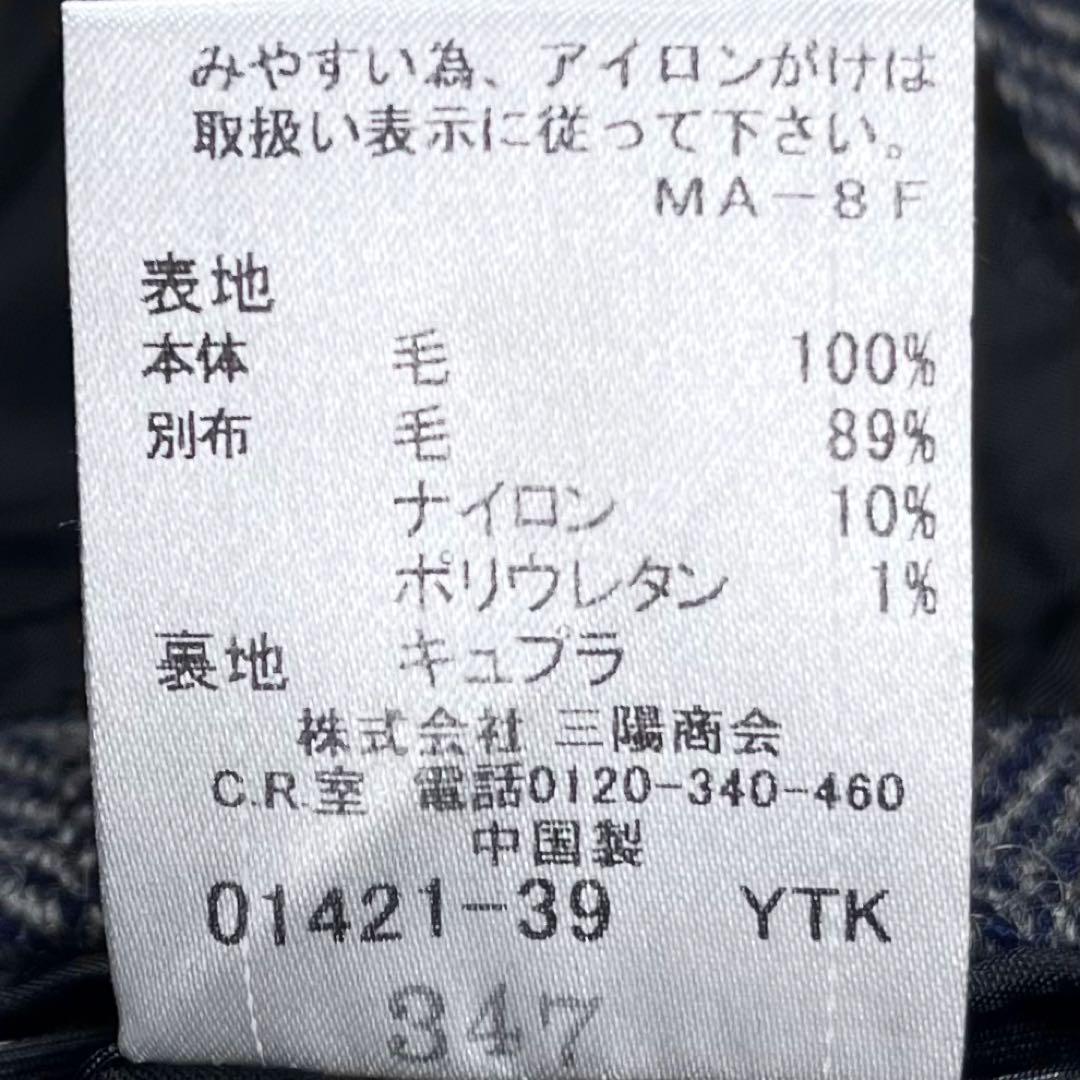 みやすい為、アイロンがけは
取扱い表示に従って下さい。
MA-8F
表地
本体 毛 100%
別布 毛 89%
ナイロン 10%
ポリウレタン 1%
裏地 キュプラ
株式会社 三陽商会
C.R.室 電話0120-340-460
中国製
01421-39 YTK
347